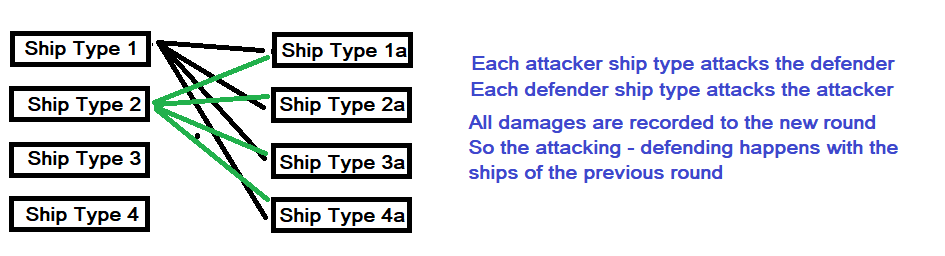 Ship Type 1
Ship Type 1a
Ship Type 2
Ship Type 2a
Ship Type 3
Ship Type 3a
Ship Type 4
Ship Type 4a
Each attacker ship type attacks the defender
Each defender ship type attacks the attacker
All damages are recorded to the new round
So the attacking - defending happens with the
ships of the previous round